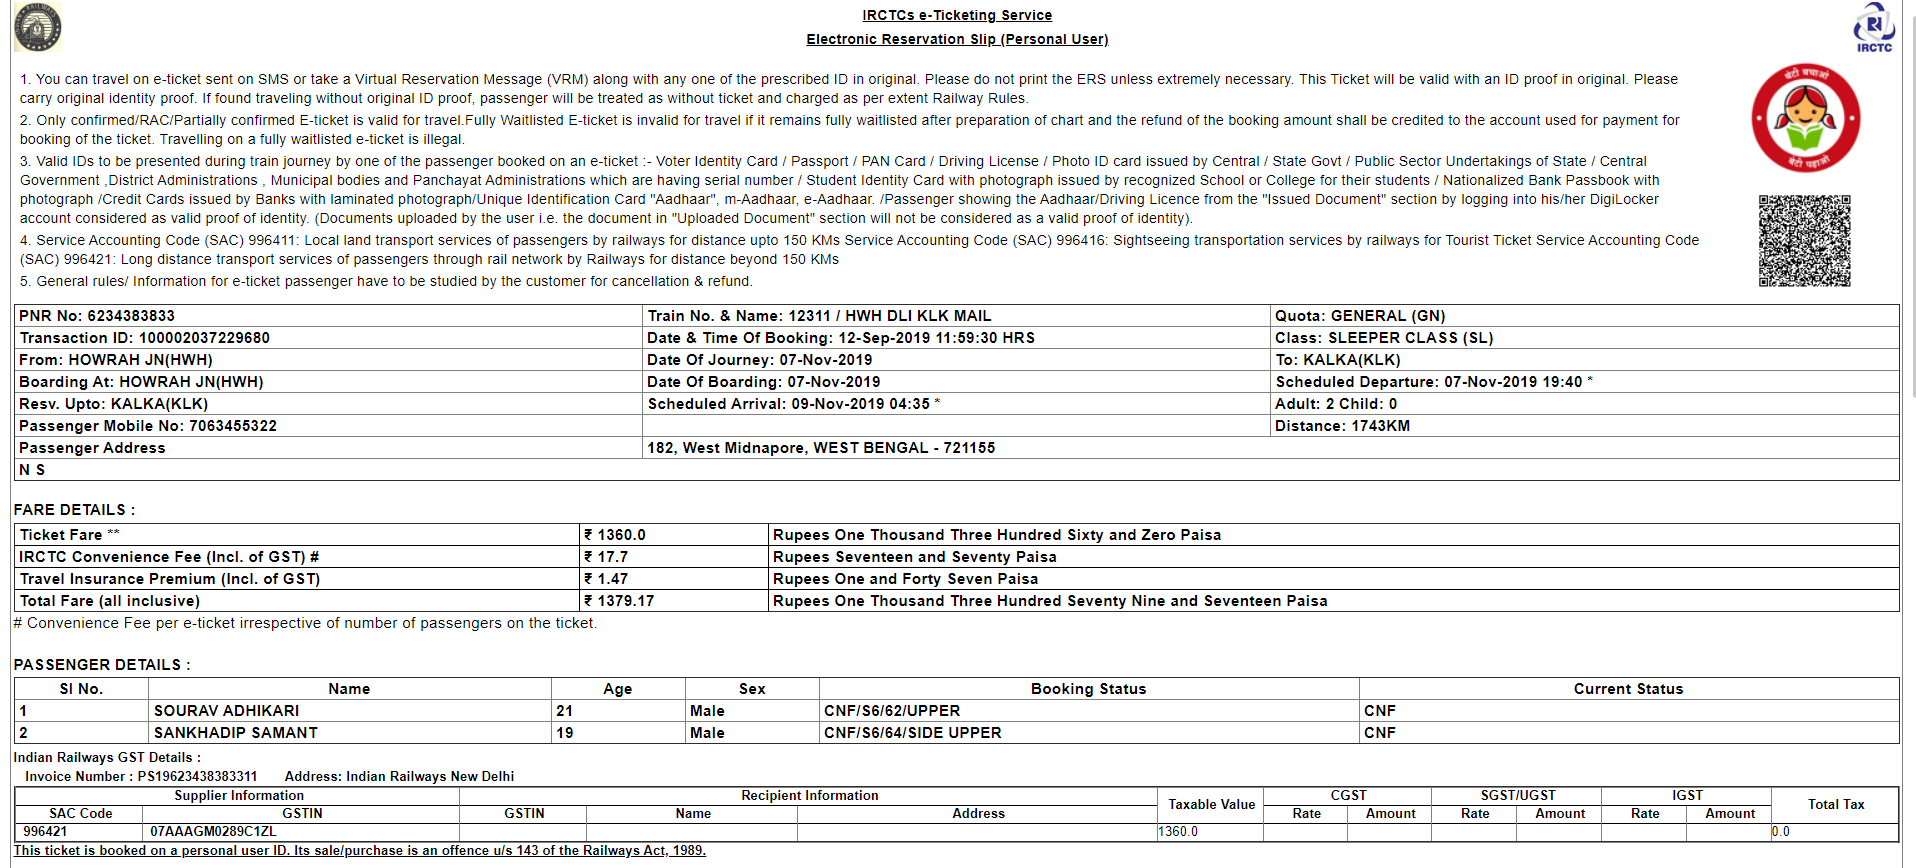 IRCTCs e-Ticketing Service
Electronic Reservation Slip (Personal User)
IRCTC
1. You can travel on e-ticket sent on SMS or take a Virtual Reservation Message (VRM) along with any one of the prescribed ID in original. Please do not print the ERS unless extremely necessary. This Ticket will be valid with an ID proof in original. Please
carry original identity proof. If found traveling without original ID proof, passenger will be treated as without ticket and charged as per extent Railway Rules.
2. Only confirmed/RAC/Partially confirmed E-ticket is valid for travel.Fully Waitlisted E-ticket is invalid for travel if it remains fully waitlisted after preparation of chart and the refund of the booking amount shall be credited to the account used for payment for
booking of the ticket. Travelling on a fully waitlisted e-ticket is illegal.
3. Valid IDs to be presented during train journey by one of the passenger booked on an e-ticket :- Voter Identity Card / Passport / PAN Card / Driving License / Photo ID card issued by Central / State Govt / Public Sector Undertakings of State / Central
Government ,District Administrations , Municipal bodies and Panchayat Administrations which are having serial number / Student Identity Card with photograph issued by recognized School or College for their students / Nationalized Bank Passbook with
photograph /Credit Cards issued by Banks with laminated photograph/Unique Identification Card "Aadhaar", m-Aadhaar, e-Aadhaar. /Passenger showing the Aadhaar/Driving Licence from the "Issued Document" section by logging into his/her DigiLocker
account considered as valid proof of identity. (Documents uploaded by the user i.e. the document in "Uploaded Document" section will not be considered as a valid proof of identity).
4. Service Accounting Code (SAC) 996411: Local land transport services of passengers by railways for distance upto 150 KMs Service Accounting Code (SAC) 996416: Sightseeing transportation services by railways for Tourist Ticket Service Accounting Code
(SAC) 996421: Long distance transport services of passengers through rail network by Railways for distance beyond 150 KMs
5. General rules/ Information for e-ticket passenger have to be studied by the customer for cancellation & refund.
बेटी बचाओ
बेटी पढ़ाओ
PNR No: 6234383833 Train No. & Name: 12311 / HWH DLI KLK MAIL Quota: GENERAL (GN)
Transaction ID: 100002037229680 Date & Time Of Booking: 12-Sep-2019 11:59:30 HRS Class: SLEEPER CLASS (SL)
From: HOWRAH JN(HWH) Date Of Journey: 07-Nov-2019 To: KALKA(KLK)
Boarding At: HOWRAH JN(HWH) Date Of Boarding: 07-Nov-2019 Scheduled Departure: 07-Nov-2019 19:40 *
Resv. Upto: KALKA(KLK) Scheduled Arrival: 09-Nov-2019 04:35 * Adult: 2 Child: 0
Passenger Mobile No: 7063455322 Distance: 1743KM
Passenger Address 182, West Midnapore, WEST BENGAL - 721155
N S
FARE DETAILS :
Ticket Fare ** ₹ 1360.0 Rupees One Thousand Three Hundred Sixty and Zero Paisa
IRCTC Convenience Fee (Incl. of GST) # ₹ 17.7 Rupees Seventeen and Seventy Paisa
Travel Insurance Premium (Incl. of GST) ₹ 1.47 Rupees One and Forty Seven Paisa
Total Fare (all inclusive) ₹ 1379.17 Rupees One Thousand Three Hundred Seventy Nine and Seventeen Paisa
# Convenience Fee per e-ticket irrespective of number of passengers on the ticket.
PASSENGER DETAILS :
Sl No. Name Age Sex Booking Status Current Status
1 SOURAV ADHIKARI 21 Male CNF/S6/62/UPPER CNF
2 SANKHADIP SAMANT 19 Male CNF/S6/64/SIDE UPPER CNF
Indian Railways GST Details :
Invoice Number : PS19623438383311 Address: Indian Railways New Delhi
Supplier Information Recipient Information Taxable Value CGST SGST/UGST IGST Total Tax
SAC Code GSTIN GSTIN Name Address Rate Amount Rate Amount Rate Amount
996421 07AAAGM0289C1ZL 1360.0 0.0
This ticket is booked on a personal user ID. Its sale/purchase is an offence u/s 143 of the Railways Act, 1989.